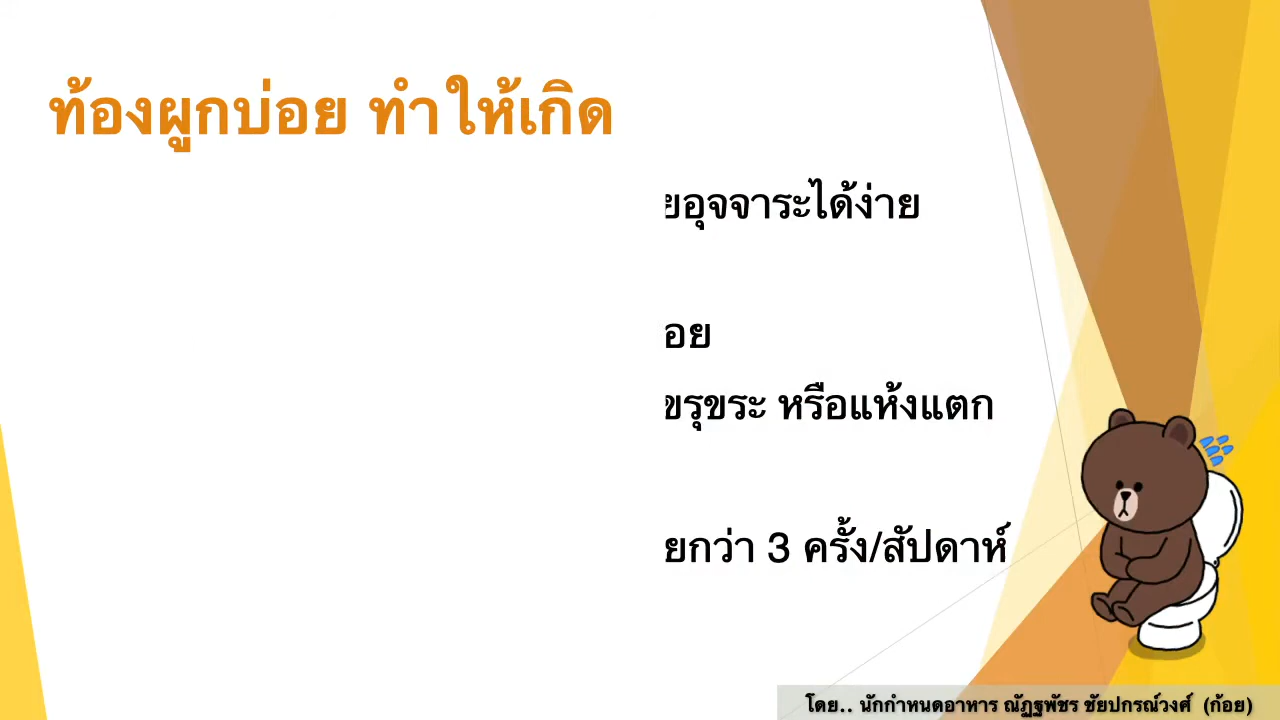 ท้องผูกบ่อย ทำให้เกิด
ยอุจจาระได้ง่าย
อย
ขรุขระ หรือแห้งแตก
ยกว่า 3 ครั้ง/สัปดาห์
โดย.. นักกำหนดอาหาร ณัฏฐพัชร ชัยปกรณ์วงศ์ (ก้อย)